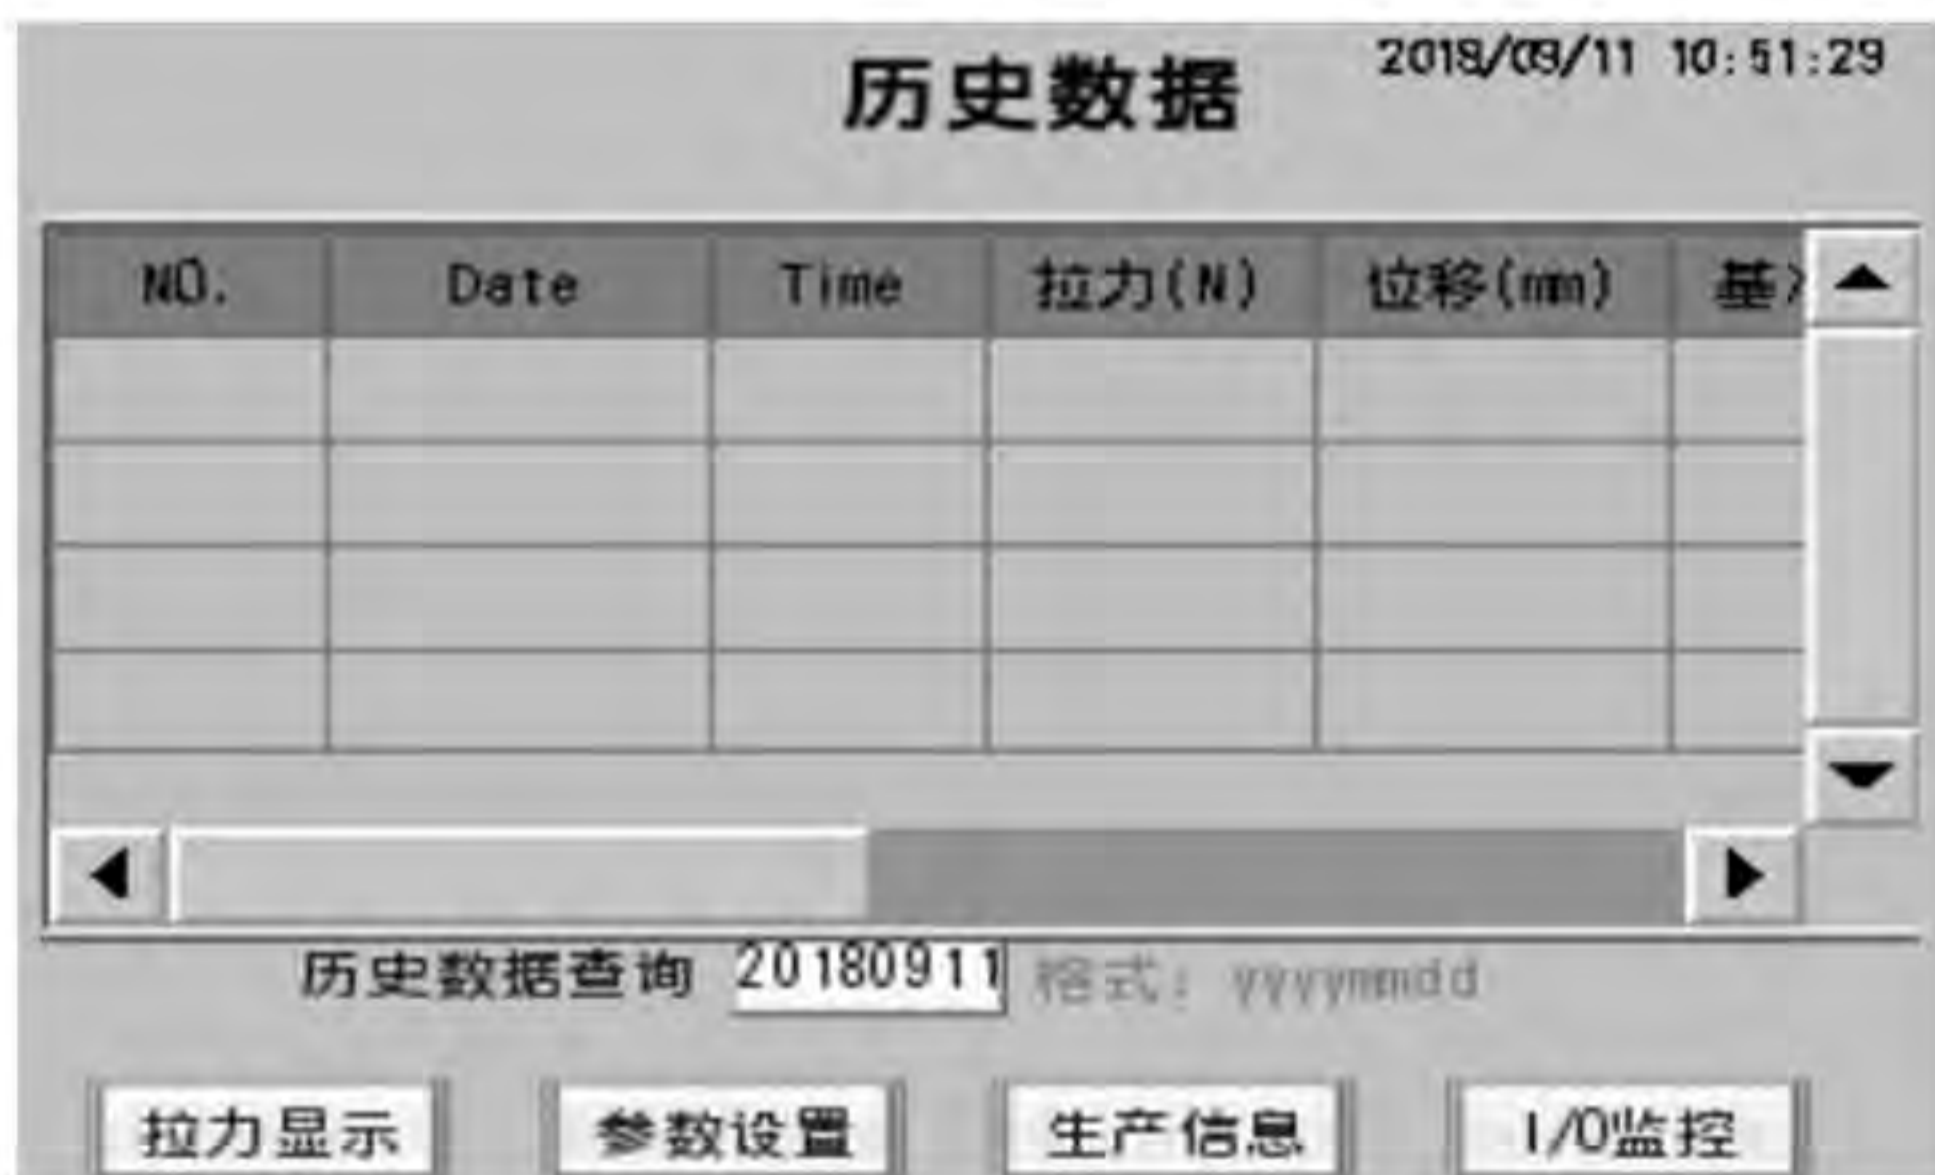 历史数据
2018/09/11 10:51:29
NO. Date Time 拉力(N) 位移(mm) 基
历史数据查询 20180911 格式: yyyymmdd
拉力显示 参数设置 生产信息 I/O监控